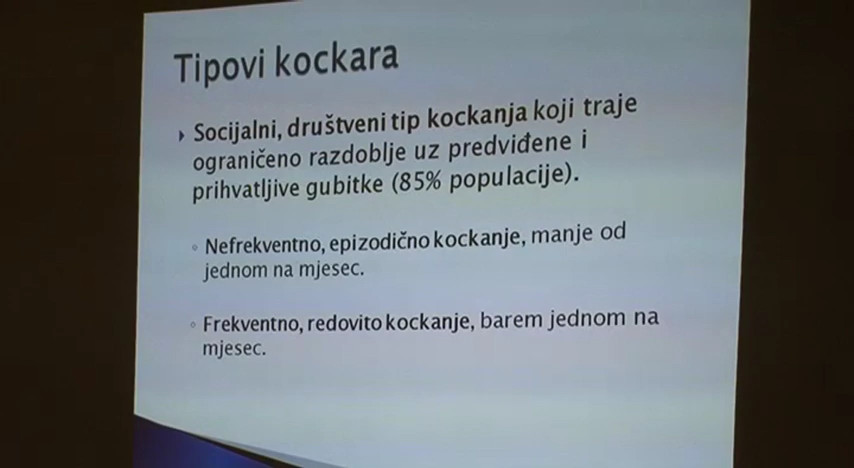 Tipovi kockara
Socijalni, društveni tip kockanja koji traje
ograničeno razdoblje uz predviđene i
prihvatljive gubitke (85% populacije).
Nefrekventno, epizodično kockanje, manje od
jednom na mjesec.
Frekventno, redovito kockanje, barem jednom na
mjesec.